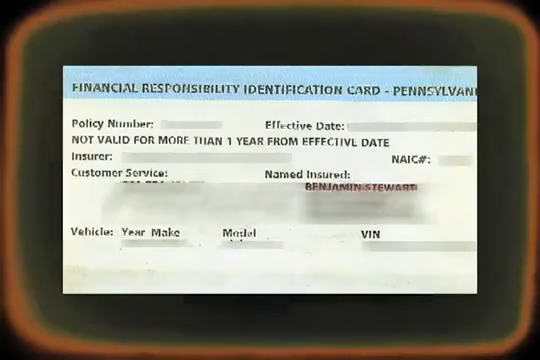 FINANCIAL RESPONSIBILITY IDENTIFICATION CARD - PENNSYLVANI
Policy Number: Effective Date:
NOT VALID FOR MORE THAN 1 YEAR FROM EFFECTIVE DATE
Insurer: NAIC#:
Customer Service: Named Insured:
BENJAMIN STEWART
Vehicle: Year Make Model VIN